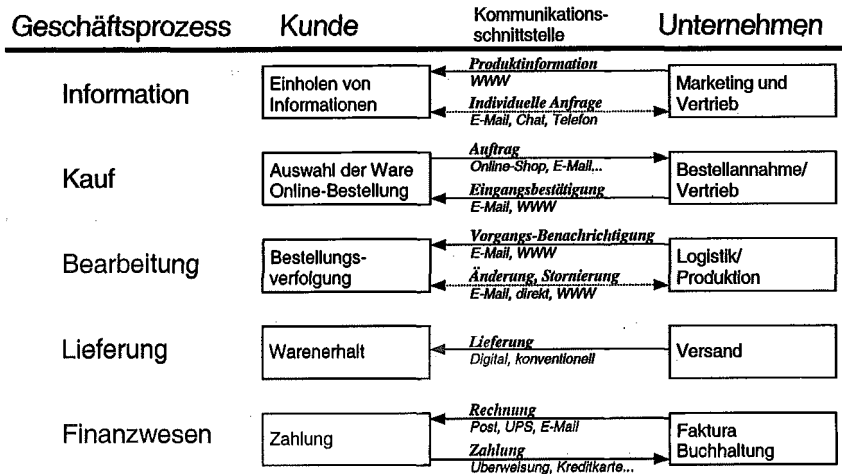 Geschäftsprozess Kunde Kommunikations-
schnittstelle Unternehmen
Information
Einholen von
Informationen
Produktinformation
WWW
Individuelle Anfrage
E-Mail, Chat, Telefon
Marketing und
Vertrieb
Kauf
Auswahl der Ware
Online-Bestellung
Auftrag
Online-Shop, E-Mail,..
Eingangsbestätigung
E-Mail, WWW
Bestellannahme/
Vertrieb
Bearbeitung
Bestellungs-
verfolgung
Vorgangs-Benachrichtigung
E-Mail, WWW
Änderung, Stornierung
E-Mail, direkt, WWW
Logistik/
Produktion
Lieferung
Warenerhalt
Lieferung
Digital, konventionell
Versand
Finanzwesen
Zahlung
Rechnung
Post, UPS, E-Mail
Zahlung
Überweisung, Kreditkarte...
Faktura
Buchhaltung